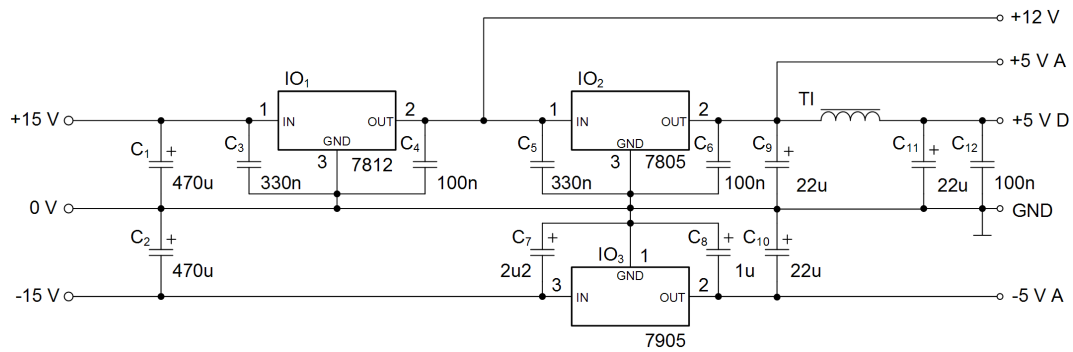 +12 V
+5 V A
IO₁
IO₂
TI
+15 V
1
IN
OUT
2
1
IN
OUT
2
+5 V D
GND
GND
C₁
+
C₃
3
7812
C₄
C₅
3
7805
C₆
C₉
+
C₁₁
+
C₁₂
470u
330n
100n
330n
100n
22u
22u
100n
0 V
GND
C₂
+
C₇
+
IO₃
1
C₈
+
C₁₀
+
470u
2u2
GND
1u
22u
-15 V
3
IN
OUT
2
-5 V A
7905